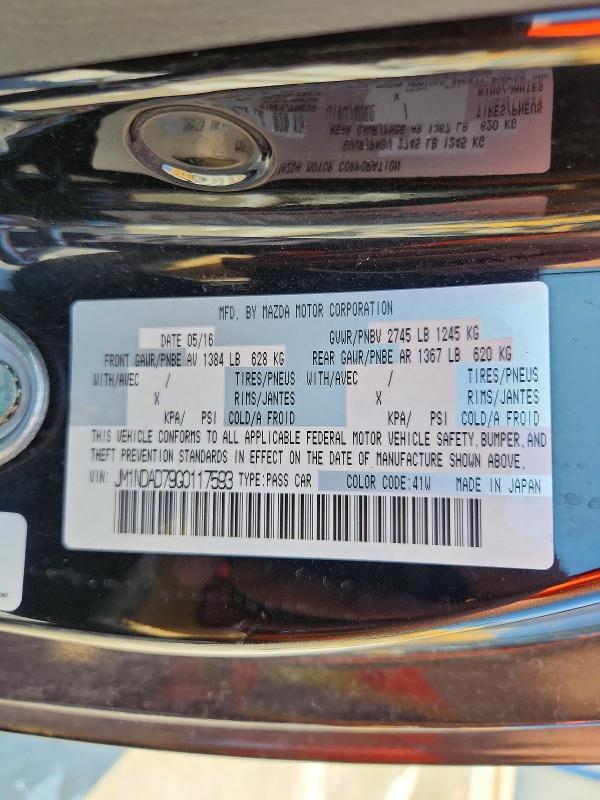 MFD. BY MAZDA MOTOR CORPORATION
DATE 05/16 GVWR/PNBV 2745 LB 1245 KG
FRONT GAWR/PNBE AV 1384 LB 628 KG REAR GAWR/PNBE AR 1367 LB 620 KG
WITH/AVEC / TIRES/PNEUS WITH/AVEC / TIRES/PNEUS
X RIMS/JANTES X RIMS/JANTES
KPA/ PSI COLD/A FROID KPA/ PSI COLD/A FROID
THIS VEHICLE CONFORMS TO ALL APPLICABLE FEDERAL MOTOR VEHICLE SAFETY, BUMPER, AND
THEFT PREVENTION STANDARDS IN EFFECT ON THE DATE OF MANUFACTURE SHOWN ABOVE.
VIN: JM1NDAD79G0117593 TYPE:PASS CAR COLOR CODE:41W MADE IN JAPAN